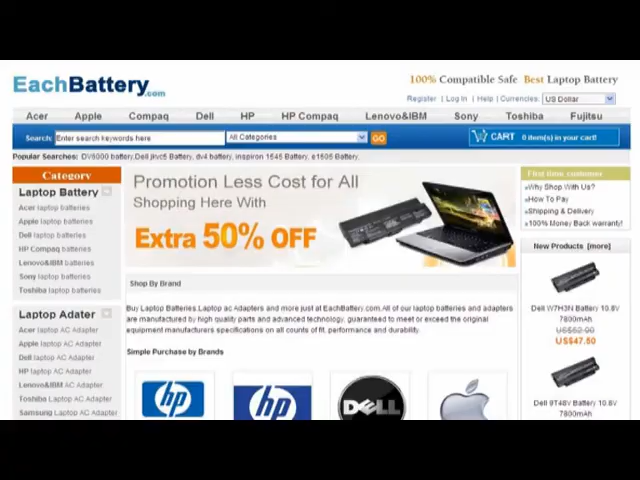 EachBattery.com
100% Compatible Safe Best Laptop Battery
Register | Log In | Help | Currencies: US Dollar
Acer Apple Compaq Dell HP HP Compaq Lenovo&IBM Sony Toshiba Fujitsu
Search: Enter search keywords here All Categories GO CART 0 item(s) in your cart!
Popular Searches: DV6000 battery, Dell jkvc5 Battery, dv4 battery, inspiron 1545 Battery, e1505 Battery,
Category
Laptop Battery
Acer laptop batteries
Apple laptop batteries
Dell laptop batteries
HP Compaq batteries
Lenovo&IBM batteries
Sony laptop batteries
Toshiba laptop batteries
Laptop Adater
Acer laptop AC Adapter
Apple laptop AC Adapter
Dell laptop AC Adapter
HP laptop AC Adapter
Lenovo&IBM AC Adapter
Toshiba Laptop AC Adapter
Samsung Laptop AC Adapter
Promotion Less Cost for All
Shopping Here With
Extra 50% OFF
Shop By Brand
Buy Laptop Batteries,Laptop ac Adapters and more just at EachBattery.com,All of our laptop batteries and adapters
are manufactured by high quality parts and advanced technology, guaranteed to meet or exceed the original
equipment manufacturers specifications on all counts of fit, performance and durability.
Simple Purchase by Brands
hp
hp
DELL
First time customer
»Why Shop With Us?
»How To Pay
»Shipping & Delivery
»100% Money Back warranty!
New Products [more]
Dell W7H3N Battery 10.8V
7800mAh
US$52.00
US$47.50
Dell 9T48V Battery 10.8V
7800mAh